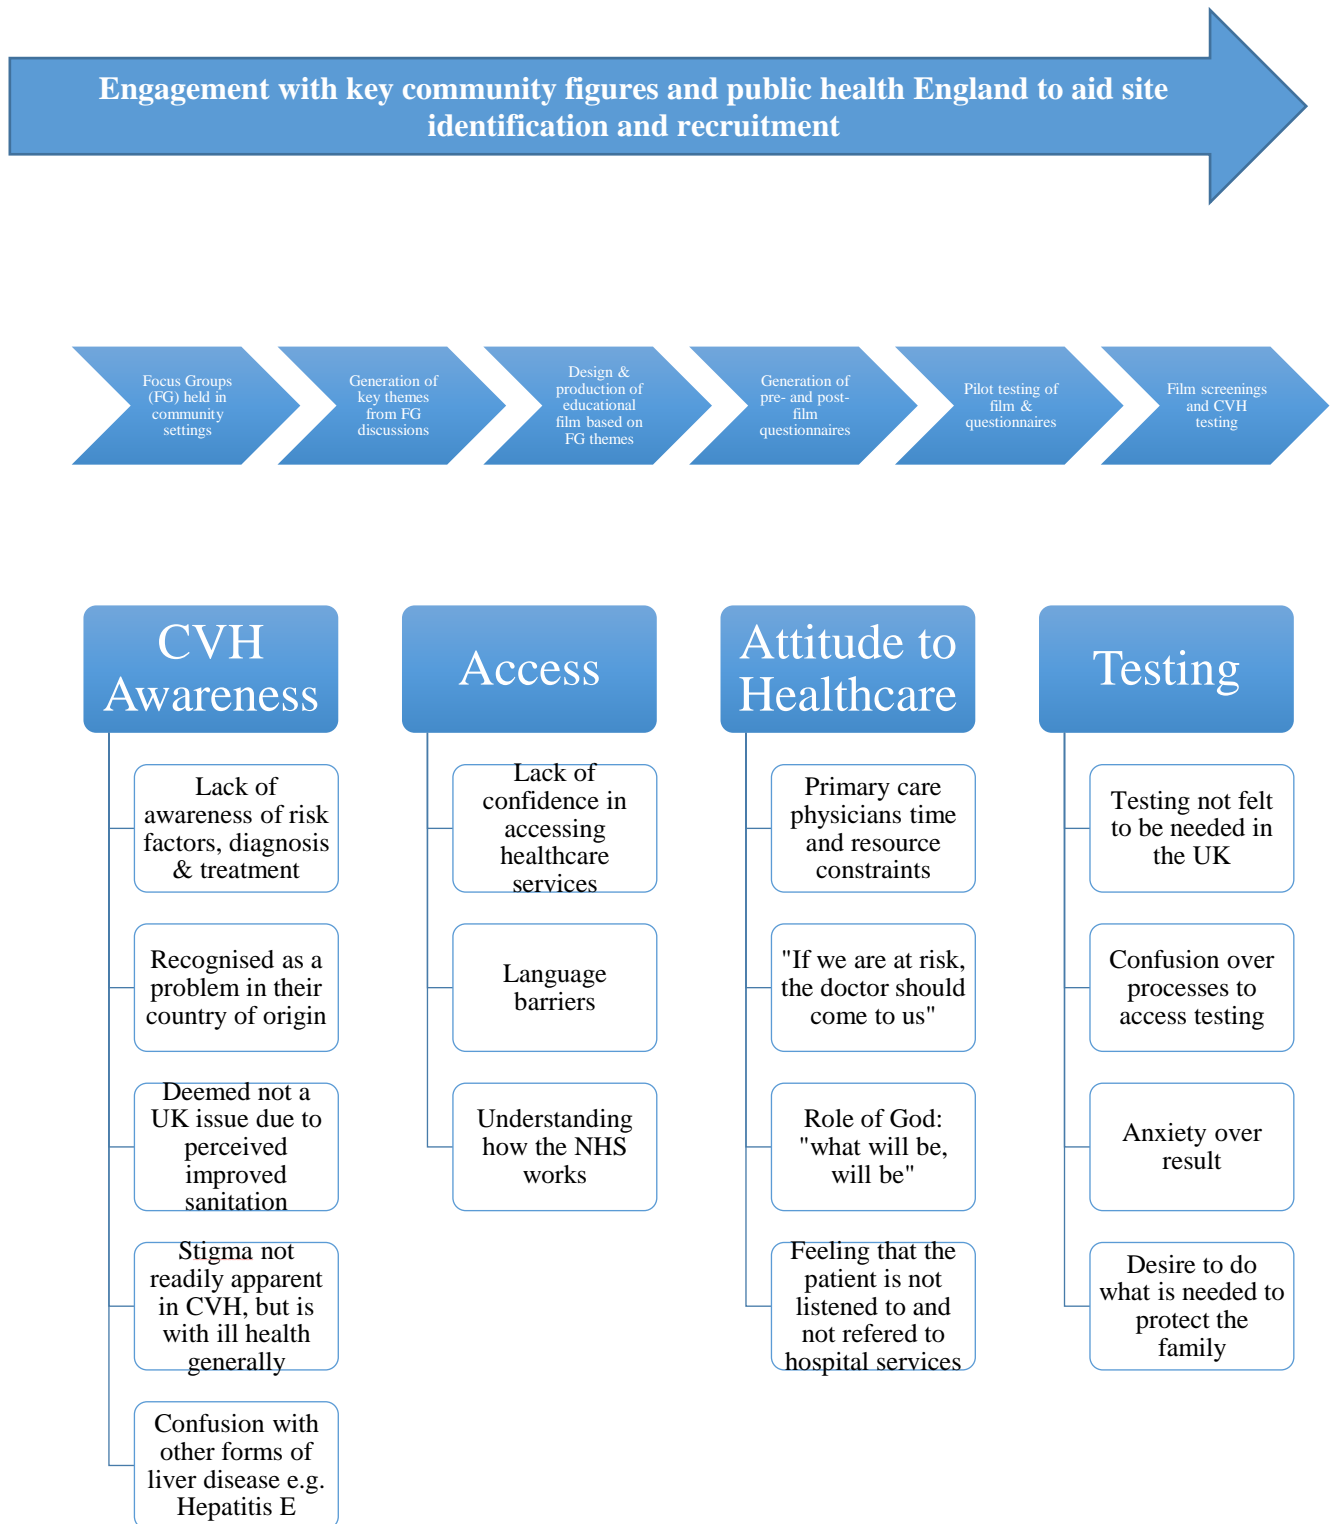 Engagement with key community figures and public health England to aid site
identification and recruitment
Focus Groups
(FG) held in
community
settings
Generation of
key themes
from FG
discussions
Design &
production of
educational
film based on
FG themes
Generation of
pre- and post-
film
questionnaires
Pilot testing of
film &
questionnaires
Film screenings
and CVH
testing
CVH
Awareness
Lack of
awareness of risk
factors, diagnosis
& treatment
Recognised as a
problem in their
country of origin
Deemed not a
UK issue due to
perceived
improved
sanitation
Stigma not
readily apparent
in CVH, but is
with ill health
generally
Confusion with
other forms of
liver disease e.g.
Hepatitis E
Access
Lack of
confidence in
accessing
healthcare
services
Language
barriers
Understanding
how the NHS
works
Attitude to
Healthcare
Primary care
physicians time
and resource
constraints
"If we are at risk,
the doctor should
come to us"
Role of God:
"what will be,
will be"
Feeling that the
patient is not
listened to and
not refered to
hospital services
Testing
Testing not felt
to be needed in
the UK
Confusion over
processes to
access testing
Anxiety over
result
Desire to do
what is needed to
protect the
family